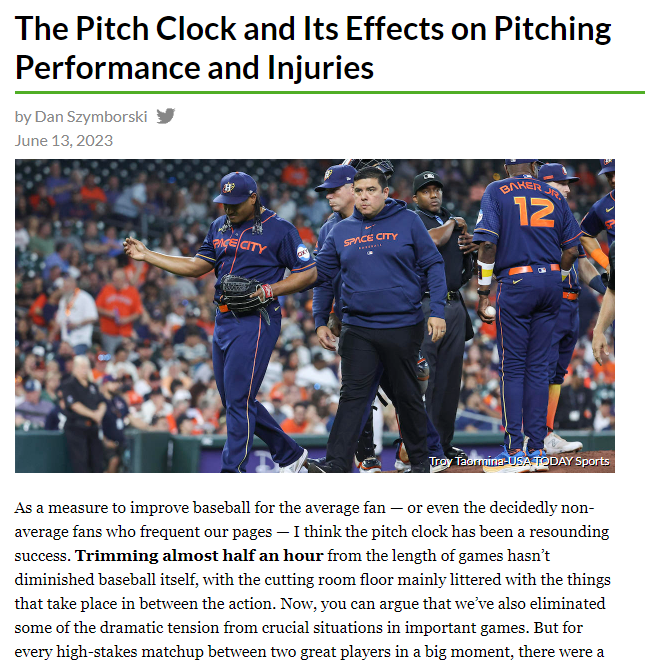 The Pitch Clock and Its Effects on Pitching
Performance and Injuries
by Dan Szymborski
June 13, 2023
SPACE CITY
SPACE CITY
BASEBALL
BAKER JR
12
Troy Taormina-USA TODAY Sports
As a measure to improve baseball for the average fan — or even the decidedly non-
average fans who frequent our pages — I think the pitch clock has been a resounding
success. Trimming almost half an hour from the length of games hasn’t
diminished baseball itself, with the cutting room floor mainly littered with the things
that take place in between the action. Now, you can argue that we’ve also eliminated
some of the dramatic tension from crucial situations in important games. But for
every high-stakes matchup between two great players in a big moment, there were a